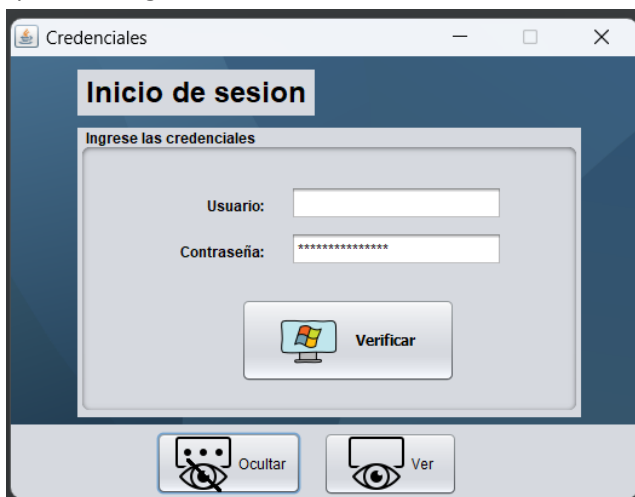 Credenciales
Inicio de sesion
Ingrese las credenciales
Usuario:
Contraseña: ***************
Verificar
Ocultar Ver